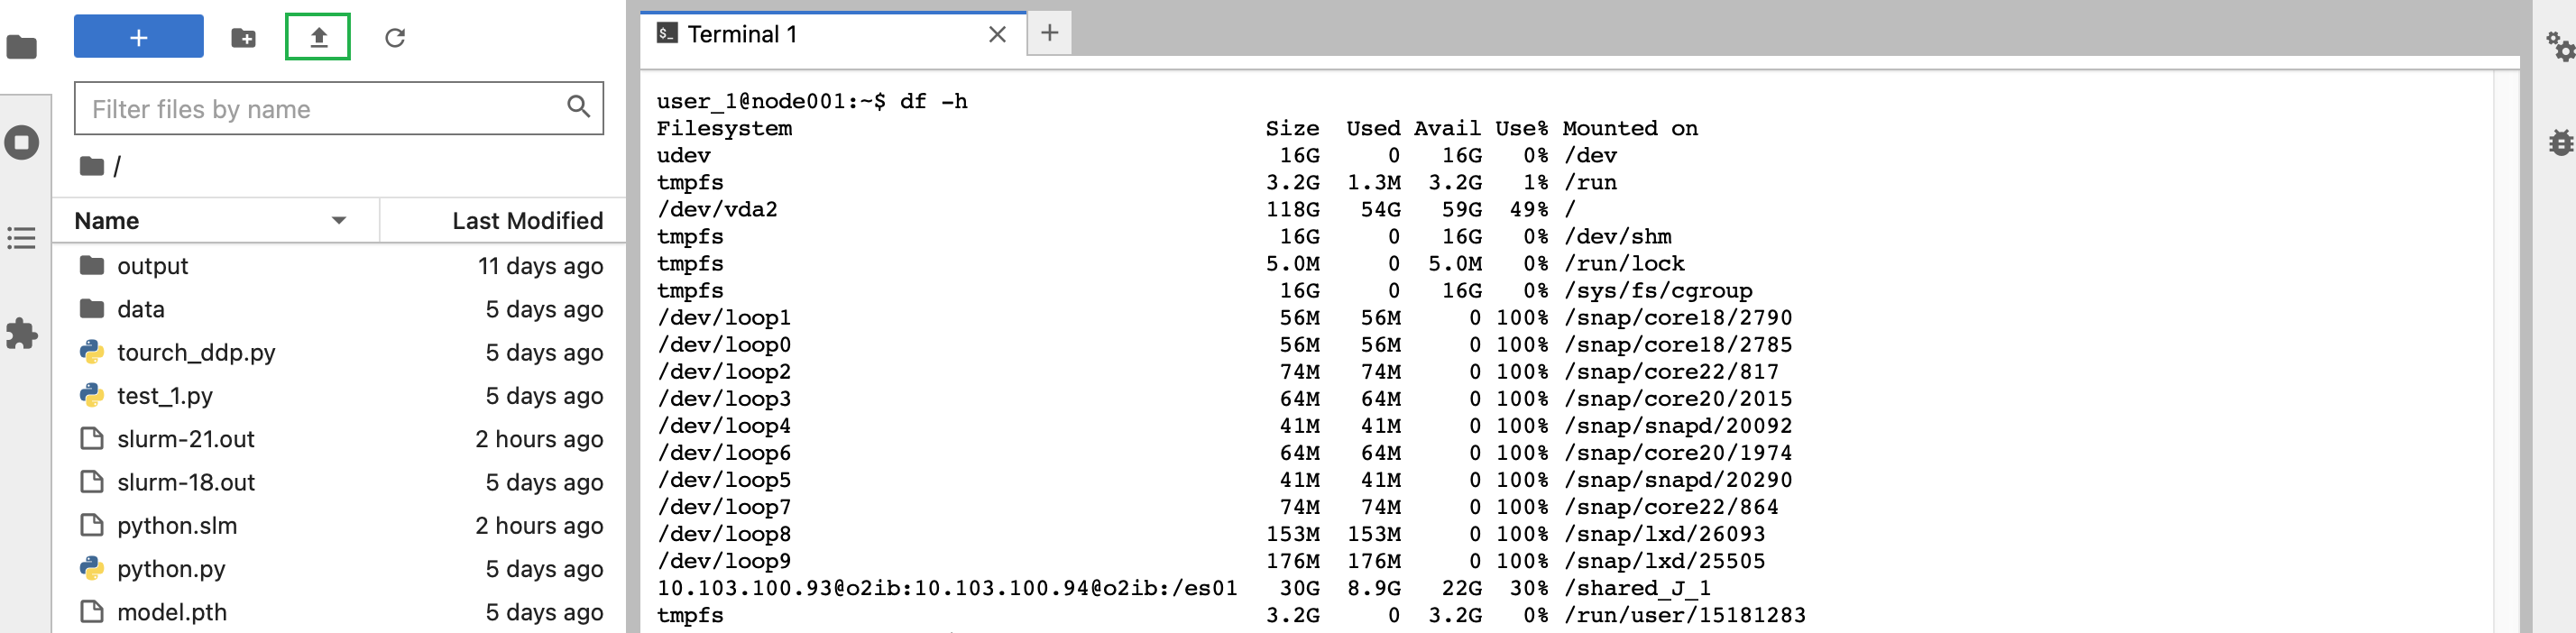 +
Filter files by name
/
Name Last Modified
output 11 days ago
data 5 days ago
tourch_ddp.py 5 days ago
test_1.py 5 days ago
slurm-21.out 2 hours ago
slurm-18.out 5 days ago
python.slm 2 hours ago
python.py 5 days ago
model.pth 5 days ago
$_ Terminal 1
user_1@node001:~$ df -h
Filesystem Size Used Avail Use% Mounted on
udev 16G 0 16G 0% /dev
tmpfs 3.2G 1.3M 3.2G 1% /run
/dev/vda2 118G 54G 59G 49% /
tmpfs 16G 0 16G 0% /dev/shm
tmpfs 5.0M 0 5.0M 0% /run/lock
tmpfs 16G 0 16G 0% /sys/fs/cgroup
/dev/loop1 56M 56M 0 100% /snap/core18/2790
/dev/loop0 56M 56M 0 100% /snap/core18/2785
/dev/loop2 74M 74M 0 100% /snap/core22/817
/dev/loop3 64M 64M 0 100% /snap/core20/2015
/dev/loop4 41M 41M 0 100% /snap/snapd/20092
/dev/loop6 64M 64M 0 100% /snap/core20/1974
/dev/loop5 41M 41M 0 100% /snap/snapd/20290
/dev/loop7 74M 74M 0 100% /snap/core22/864
/dev/loop8 153M 153M 0 100% /snap/lxd/26093
/dev/loop9 176M 176M 0 100% /snap/lxd/25505
10.103.100.93@o2ib:10.103.100.94@o2ib:/es01 30G 8.9G 22G 30% /shared_J_1
tmpfs 3.2G 0 3.2G 0% /run/user/15181283